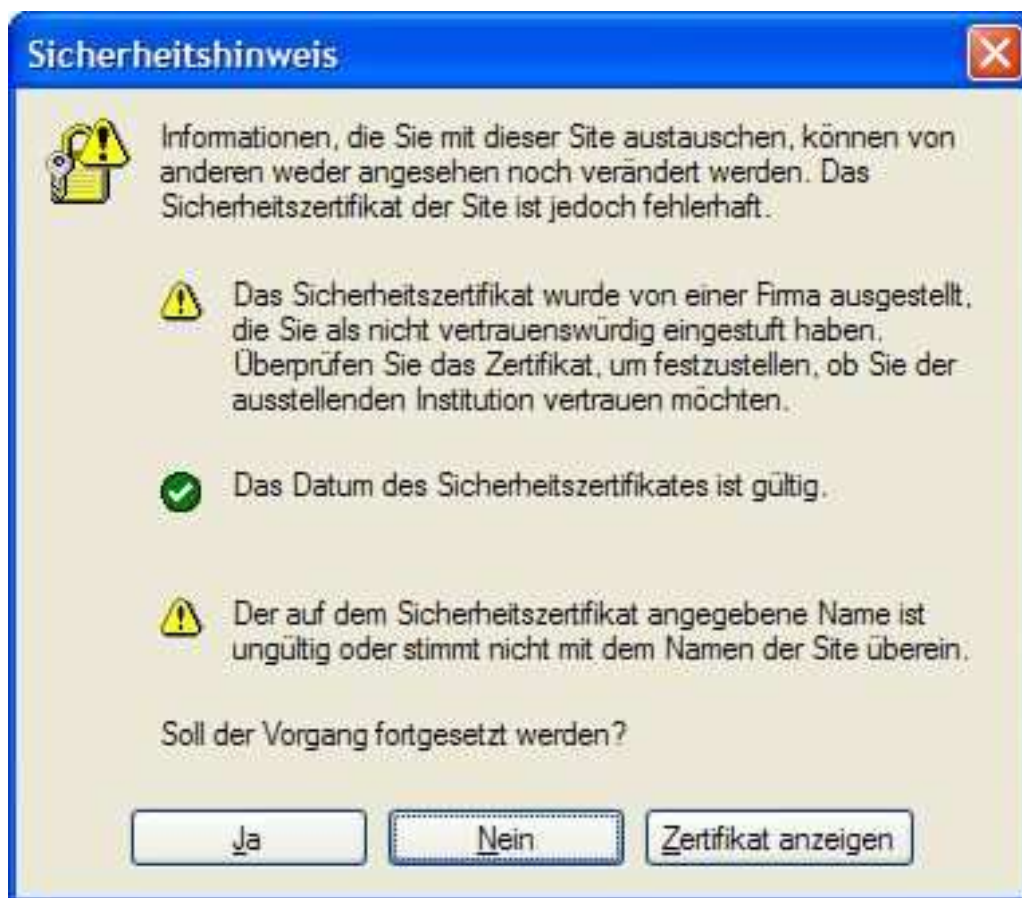 Sicherheitshinweis
Informationen, die Sie mit dieser Site austauschen, können von
anderen weder angesehen noch verändert werden. Das
Sicherheitszertifikat der Site ist jedoch fehlerhaft.
Das Sicherheitszertifikat wurde von einer Firma ausgestellt,
die Sie als nicht vertrauenswürdig eingestuft haben.
Überprüfen Sie das Zertifikat, um festzustellen, ob Sie der
ausstellenden Institution vertrauen möchten.
Das Datum des Sicherheitszertifikates ist gültig.
Der auf dem Sicherheitszertifikat angegebene Name ist
ungültig oder stimmt nicht mit dem Namen der Site überein.
Soll der Vorgang fortgesetzt werden?
Ja Nein Zertifikat anzeigen